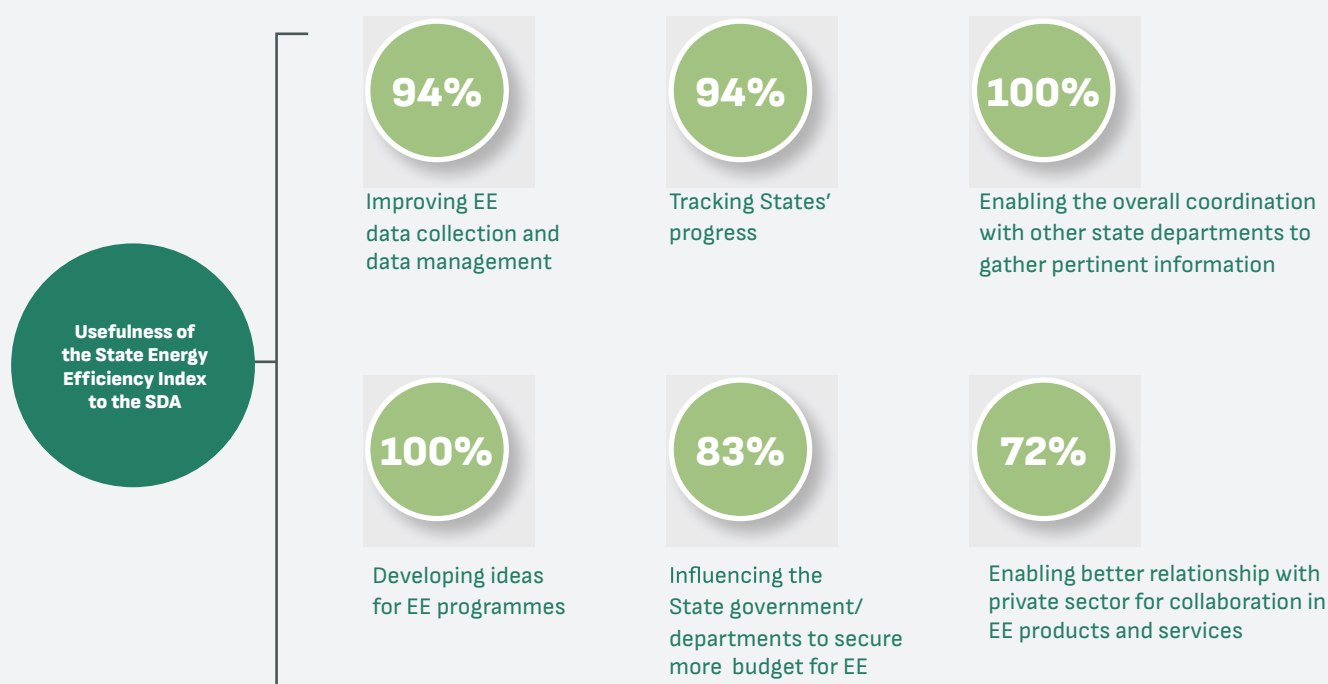 Usefulness of
the State Energy
Efficiency Index
to the SDA
94%
Improving EE
data collection and
data management
94%
Tracking States’
progress
100%
Enabling the overall coordination
with other state departments to
gather pertinent information
100%
Developing ideas
for EE programmes
83%
Influencing the
State government/
departments to secure
more budget for EE
72%
Enabling better relationship with
private sector for collaboration in
EE products and services